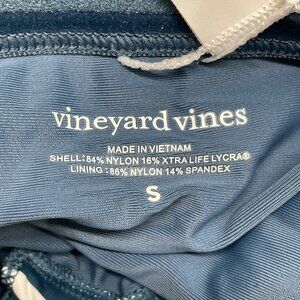 vineyard vines
MADE IN VIETNAM
SHELL: 84% NYLON 16% XTRA LIFE LYCRA®
LINING : 86% NYLON 14% SPANDEX
S